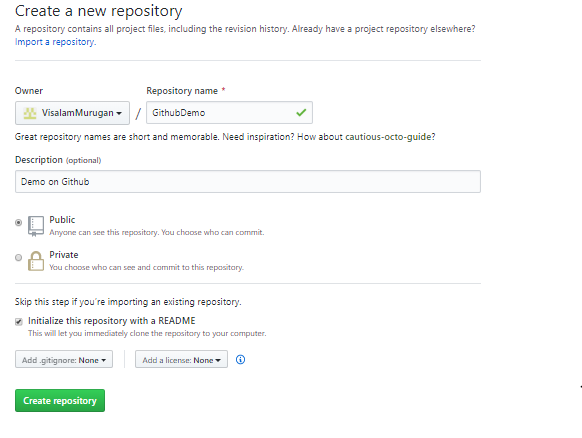 Create a new repository
A repository contains all project files, including the revision history. Already have a project repository elsewhere?
Import a repository.
Owner
Repository name *
VisalamMurugan
/
GithubDemo
Great repository names are short and memorable. Need inspiration? How about cautious-octo-guide?
Description (optional)
Demo on Github
Public
Anyone can see this repository. You choose who can commit.
Private
You choose who can see and commit to this repository.
Skip this step if you're importing an existing repository.
Initialize this repository with a README
This will let you immediately clone the repository to your computer.
Add .gitignore: None
Add a license: None
Create repository